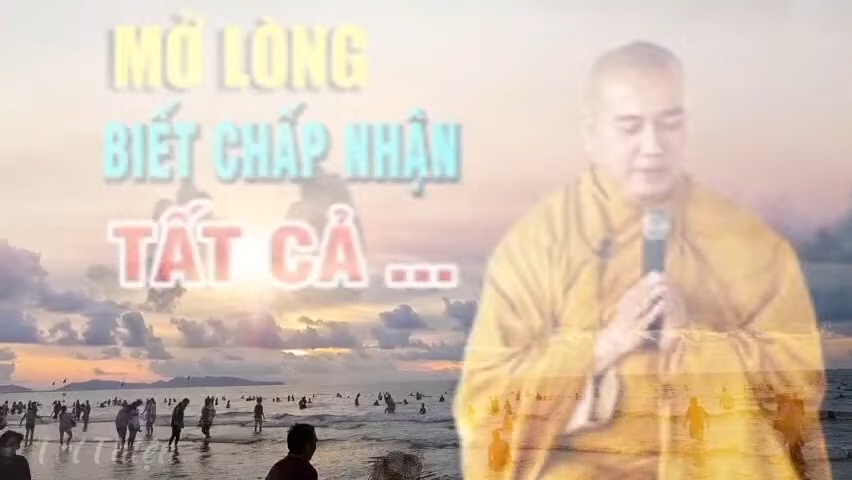 MỞ LÒNG
BIẾT CHẤP NHẬN
TẤT CẢ ...